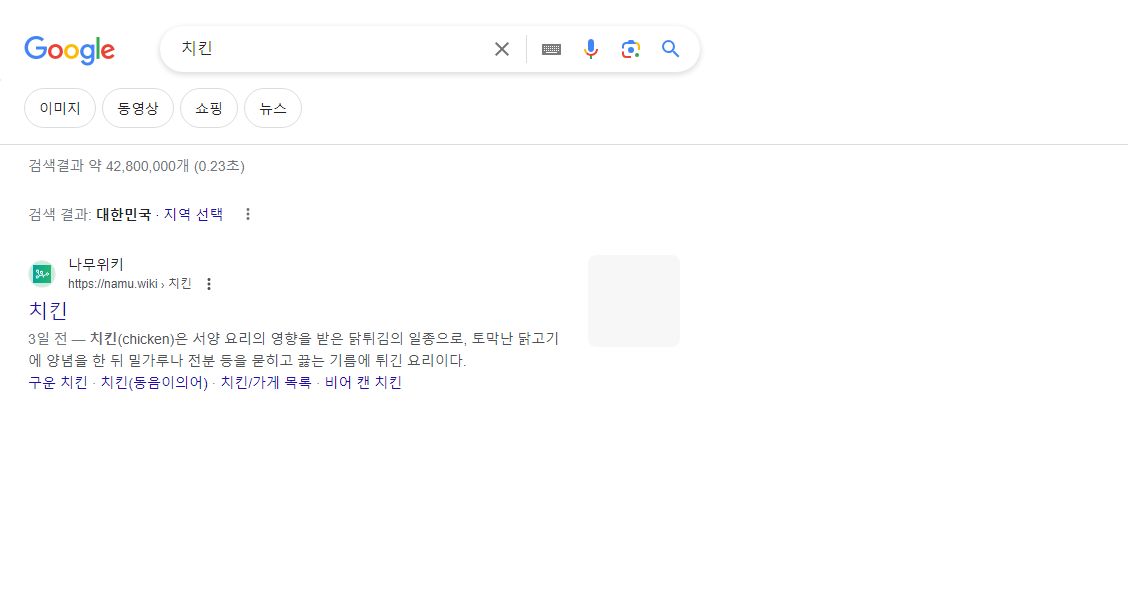 Google
치킨
이미지
동영상
쇼핑
뉴스
검색결과 약 42,800,000개 (0.23초)
검색 결과: 대한민국 · 지역 선택
나무위키
https://namu.wiki › 치킨
치킨
3일 전 — 치킨(chicken)은 서양 요리의 영향을 받은 닭튀김의 일종으로, 토막난 닭고기
에 양념을 한 뒤 밀가루나 전분 등을 묻히고 끓는 기름에 튀긴 요리이다.
구운 치킨 · 치킨(동음이의어) · 치킨/가게 목록 · 비어 캔 치킨